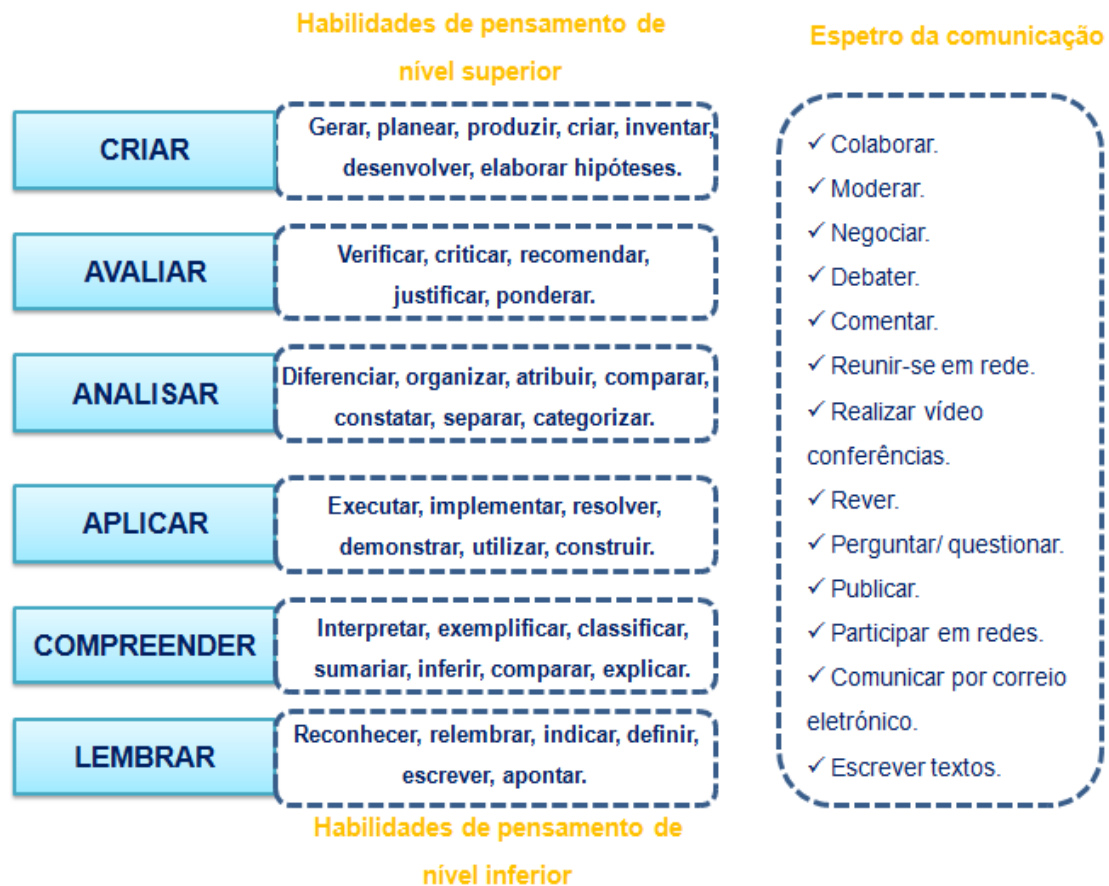 Habilidades de pensamento de
nível superior
CRIAR
Gerar, planear, produzir, criar, inventar,
desenvolver, elaborar hipóteses.
AVALIAR
Verificar, criticar, recomendar,
justificar, ponderar.
ANALISAR
Diferenciar, organizar, atribuir, comparar,
constatar, separar, categorizar.
APLICAR
Executar, implementar, resolver,
demonstrar, utilizar, construir.
COMPREENDER
Interpretar, exemplificar, classificar,
sumariar, inferir, comparar, explicar.
LEMBRAR
Reconhecer, relembrar, indicar, definir,
escrever, apontar.
Habilidades de pensamento de
nível inferior
Espetro da comunicação
✓ Colaborar.
✓ Moderar.
✓ Negociar.
✓ Debater.
✓ Comentar.
✓ Reunir-se em rede.
✓ Realizar vídeo
conferências.
✓ Rever.
✓ Perguntar/ questionar.
✓ Publicar.
✓ Participar em redes.
✓ Comunicar por correio
eletrónico.
✓ Escrever textos.